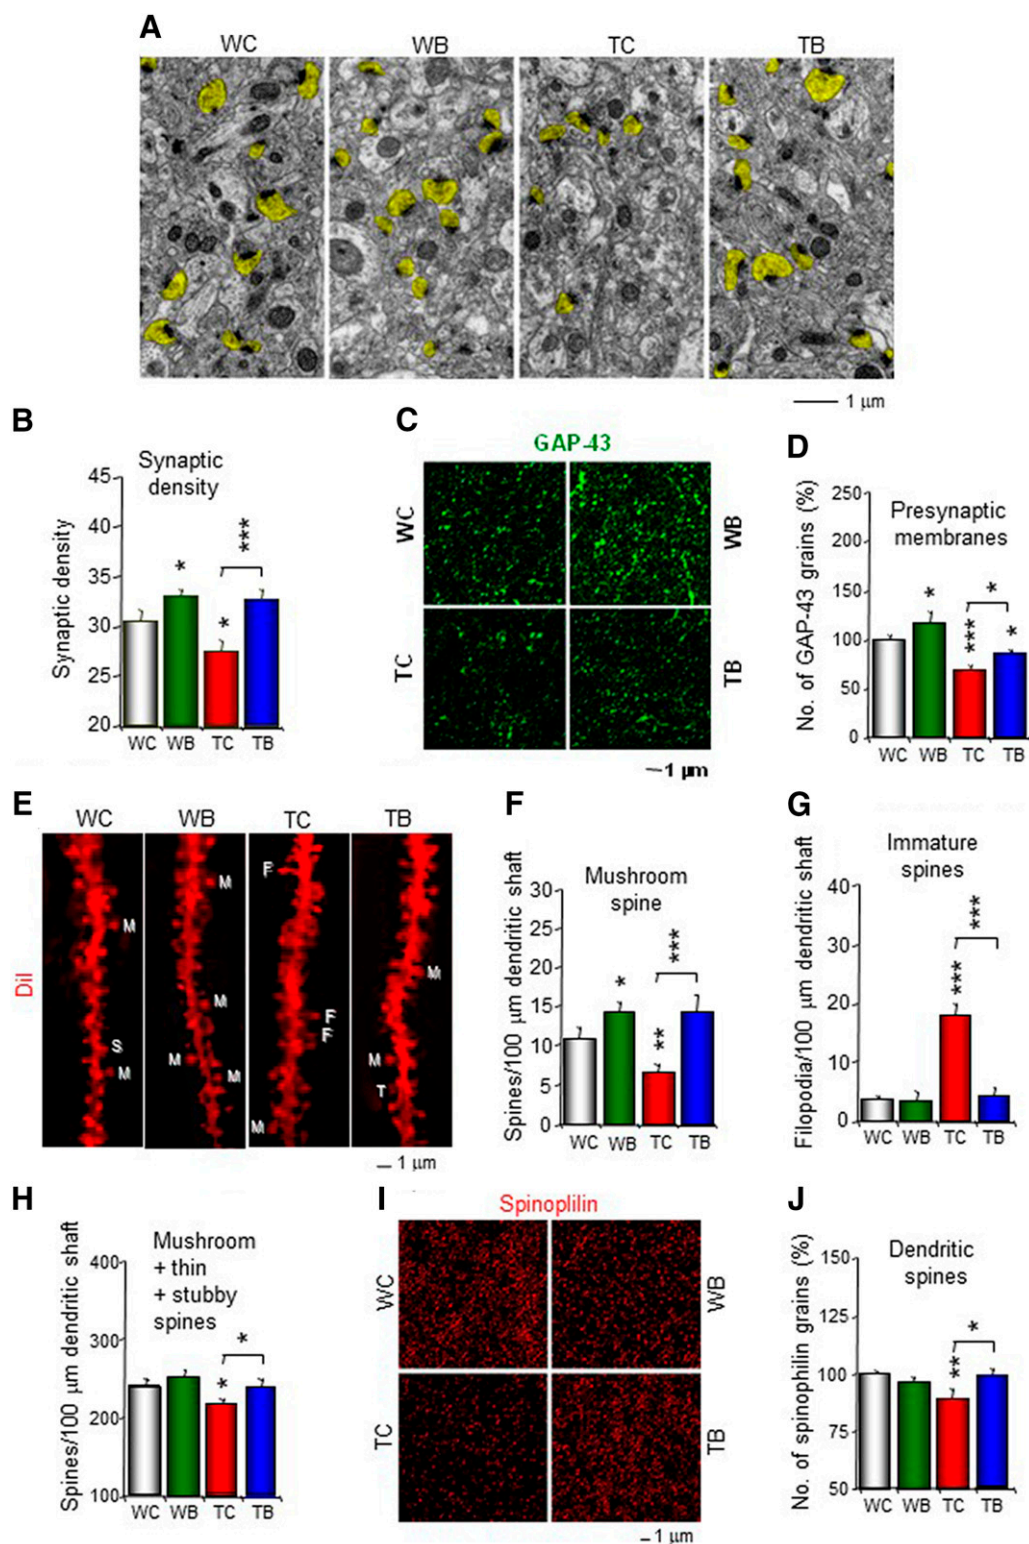 A
WC WB TC TB
1 µm
B
Synaptic
density
Synaptic density
45
40
35
30
25
20
*
*
***
WC WB TC TB
C
GAP-43
WC
WB
TC
TB
1 µm
D
Presynaptic
membranes
No. of GAP-43 grains (%)
250
200
150
100
50
0
*
***
*
*
WC WB TC TB
E
WC WB TC TB
DiI
M
S
M
M
M
M
M
F
F
F
M
M
M
T
1 µm
F
Mushroom
spine
Spines/100 µm dendritic shaft
30
25
20
15
10
5
0
*
**
***
WC WB TC TB
G
Immature
spines
Filopodia/100 µm dendritic shaft
40
30
20
10
0
***
***
WC WB TC TB
H
Mushroom
+ thin
+ stubby
spines
Spines/100 µm dendritic shaft
400
300
200
100
*
*
WC WB TC TB
I
Spinoplilin
WC
WB
TC
TB
1 µm
J
Dendritic
spines
No. of spinophilin grains (%)
150
125
100
75
50
**
*
WC WB TC TB